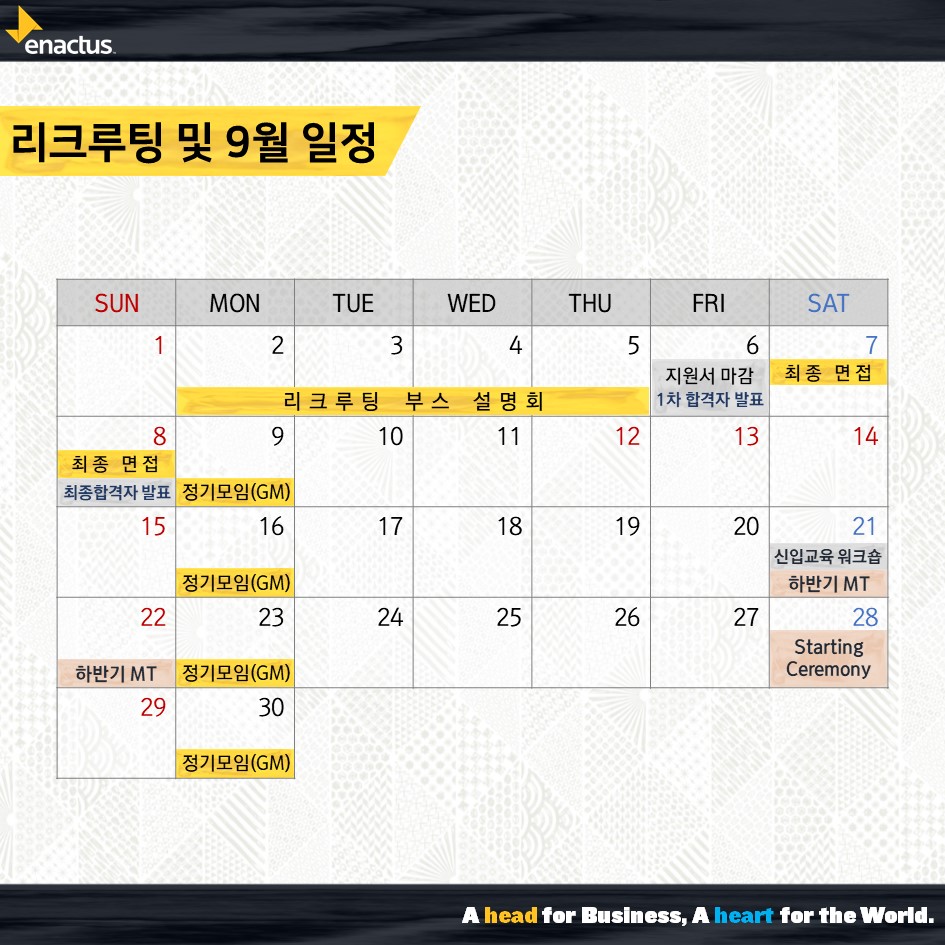 enactus
리크루팅 및 9월 일정
SUN MON TUE WED THU FRI SAT
1 2 3 4 5 6 7
리크루팅 부스 설명회
지원서 마감
1차 합격자 발표
최종 면접
8 9 10 11 12 13 14
최종 면접
최종합격자 발표
정기모임(GM)
15 16 17 18 19 20 21
정기모임(GM)
신입교육 워크숍
하반기 MT
22 23 24 25 26 27 28
하반기 MT
정기모임(GM)
Starting
Ceremony
29 30
정기모임(GM)
A head for Business, A heart for the World.